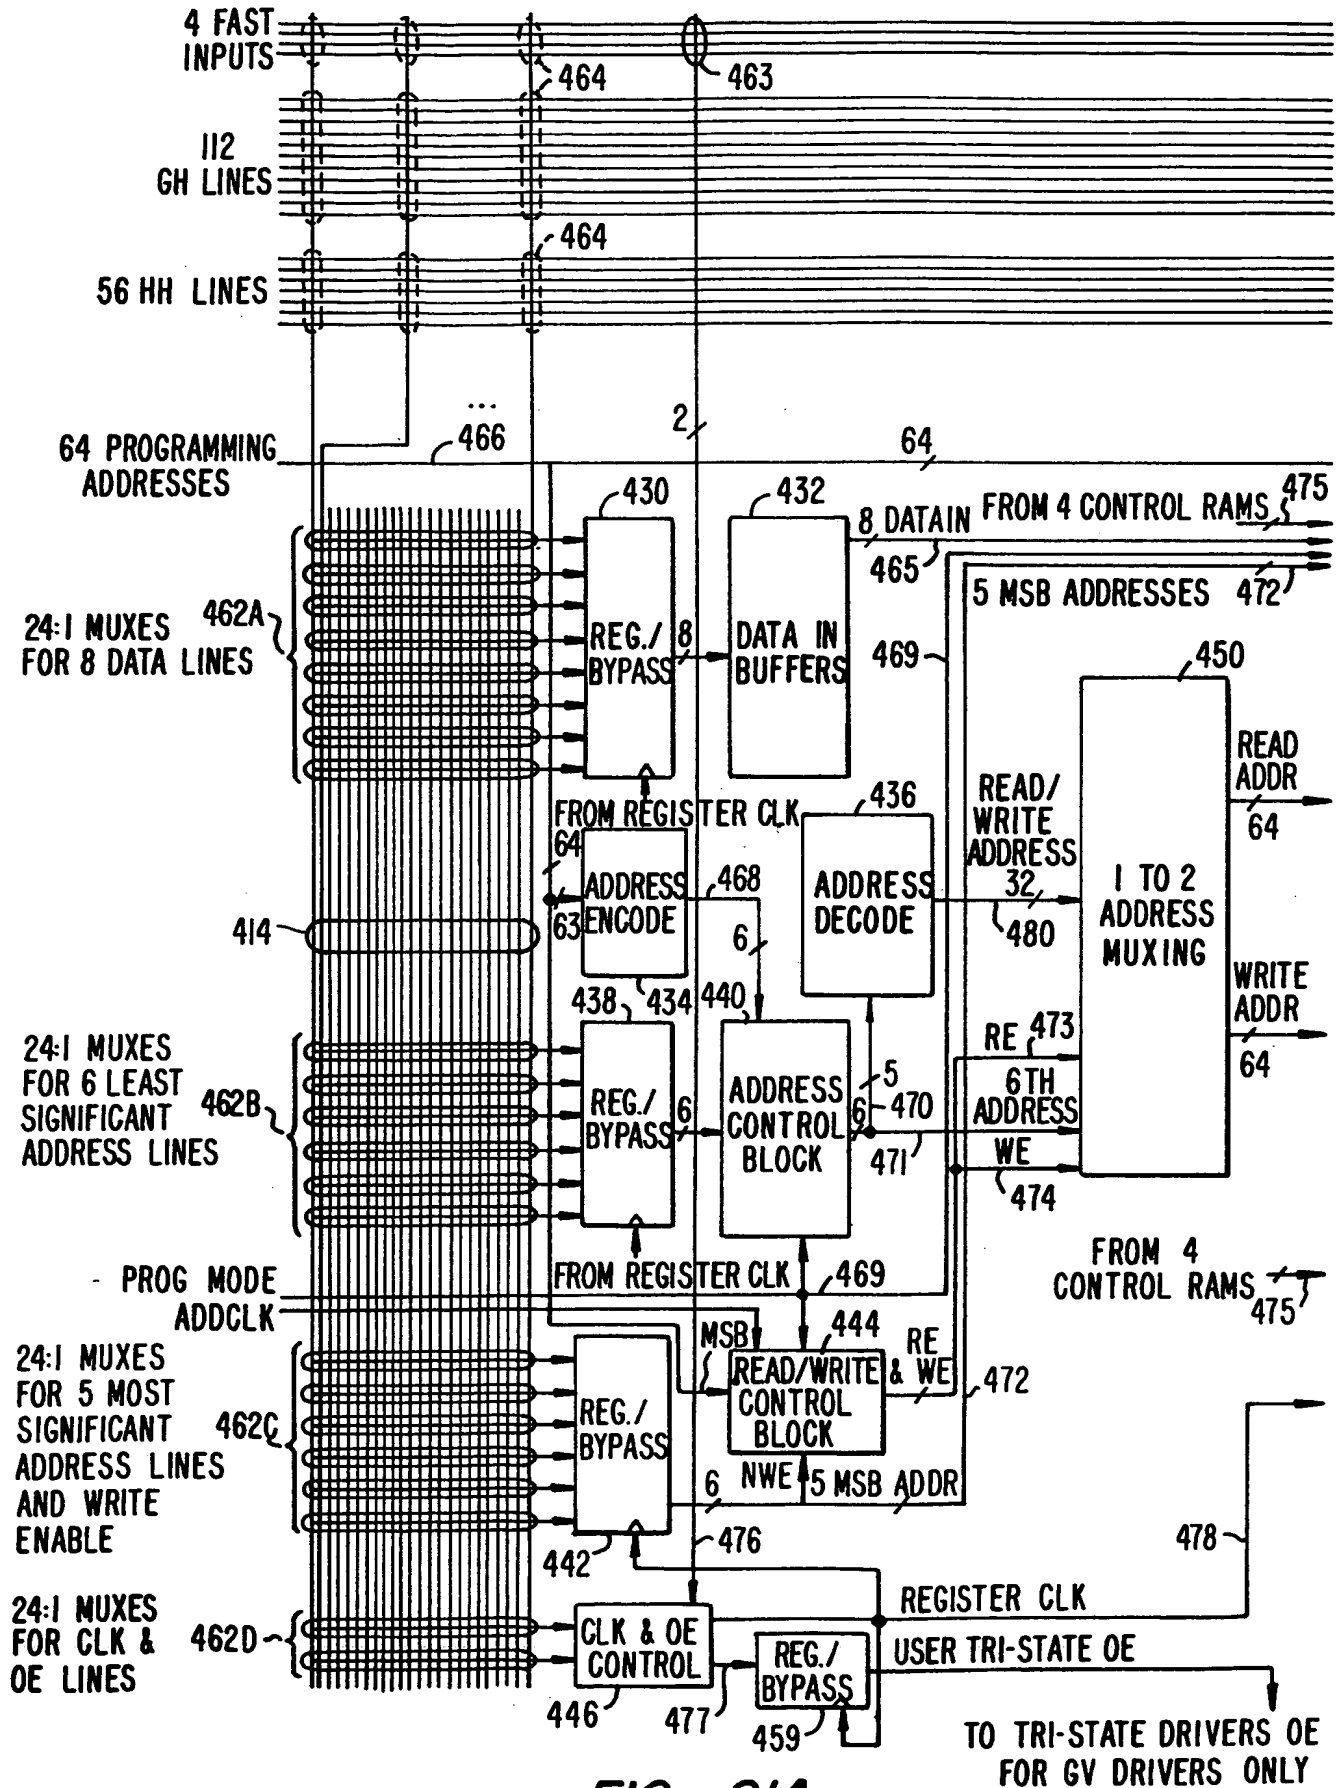 4 FAST
INPUTS
464
463
112
GH LINES
464
56 HH LINES
...
2
64 PROGRAMMING
ADDRESSES
466
64
430
432
8 DATAIN
465
FROM 4 CONTROL RAMS
475
5 MSB ADDRESSES
472
24:1 MUXES
FOR 8 DATA LINES
462A
REG./
BYPASS
8
DATA IN
BUFFERS
469
450
FROM REGISTER CLK
64
63
ADDRESS
ENCODE
434
468
6
436
ADDRESS
DECODE
READ/
WRITE
ADDRESS
32
480
1 TO 2
ADDRESS
MUXING
READ
ADDR
64
WRITE
ADDR
64
414
438
440
24:1 MUXES
FOR 6 LEAST
SIGNIFICANT
ADDRESS LINES
462B
REG./
BYPASS
6
ADDRESS
CONTROL
BLOCK
6
5
470
471
RE
473
6TH
ADDRESS
WE
474
FROM 4
CONTROL RAMS
475
PROG MODE
ADDCLK
FROM REGISTER CLK
469
24:1 MUXES
FOR 5 MOST
SIGNIFICANT
ADDRESS LINES
AND WRITE
ENABLE
462C
REG./
BYPASS
442
MSB
444
READ/WRITE
CONTROL
BLOCK
RE
& WE
472
6
NWE
5 MSB ADDR
476
478
24:1 MUXES
FOR CLK &
OE LINES
462D
CLK & OE
CONTROL
446
477
REG./
BYPASS
459
REGISTER CLK
USER TRI-STATE OE
TO TRI-STATE DRIVERS OE
FOR GV DRIVERS ONLY